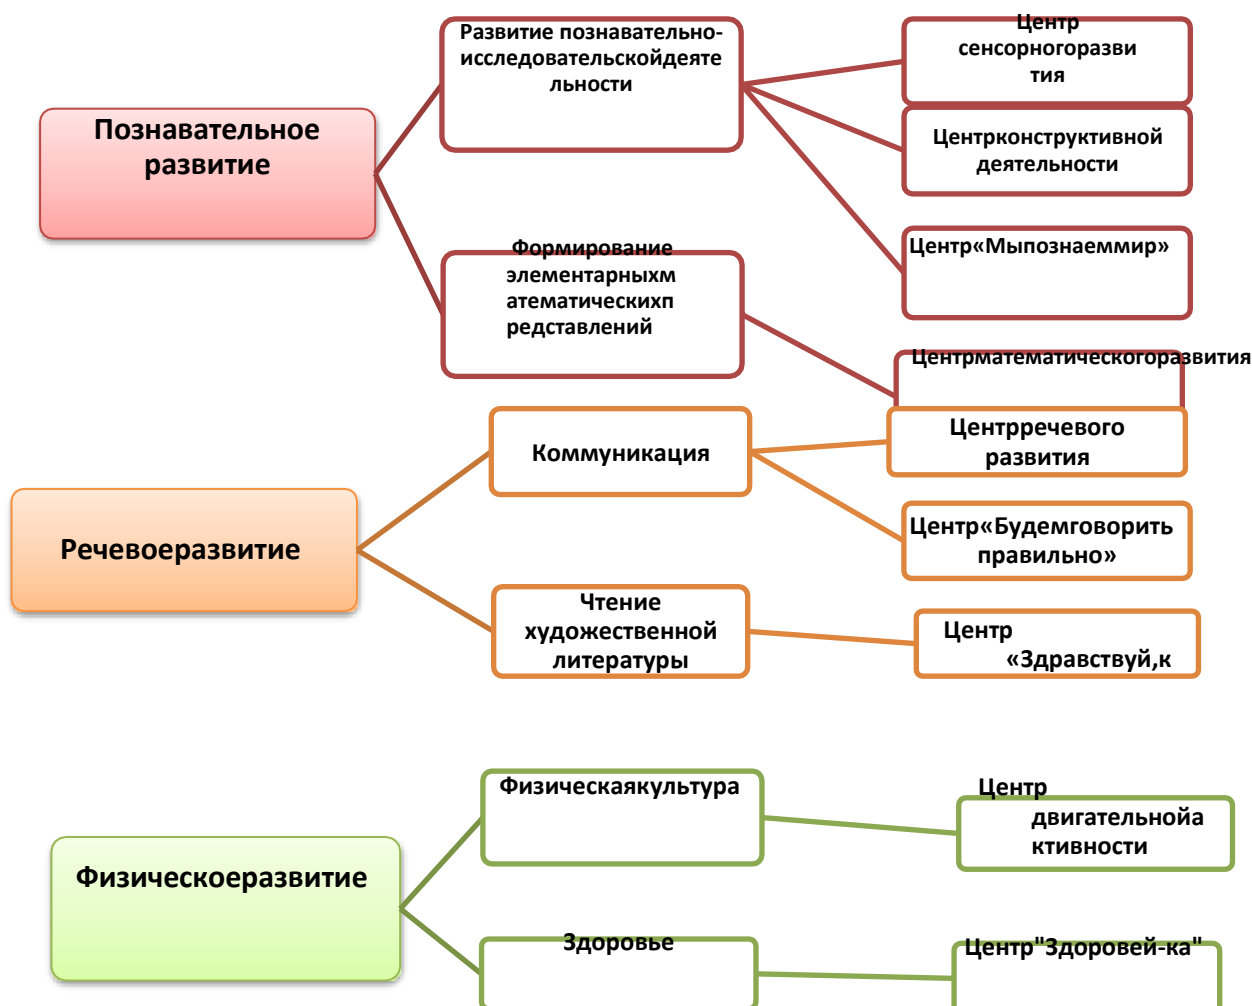 Познавательное
развитие
Развитие познавательно-
исследовательскойдеяте
льности
Центр
сенсорногоразви
тия
Центрконструктивной
деятельности
Центр«Мыпознаеммир»
Формирование
элементарныхм
атематическихп
редставлений
Центрматематическогоразвития
Речевоеразвитие
Коммуникация
Центрречевого
развития
Центр«Будемговорить
правильно»
Чтение
художественной
литературы
Центр
«Здравствуй,к
Физическоеразвитие
Физическаякультура
Центр
двигательнойа
ктивности
Здоровье
Центр"Здоровей-ка"